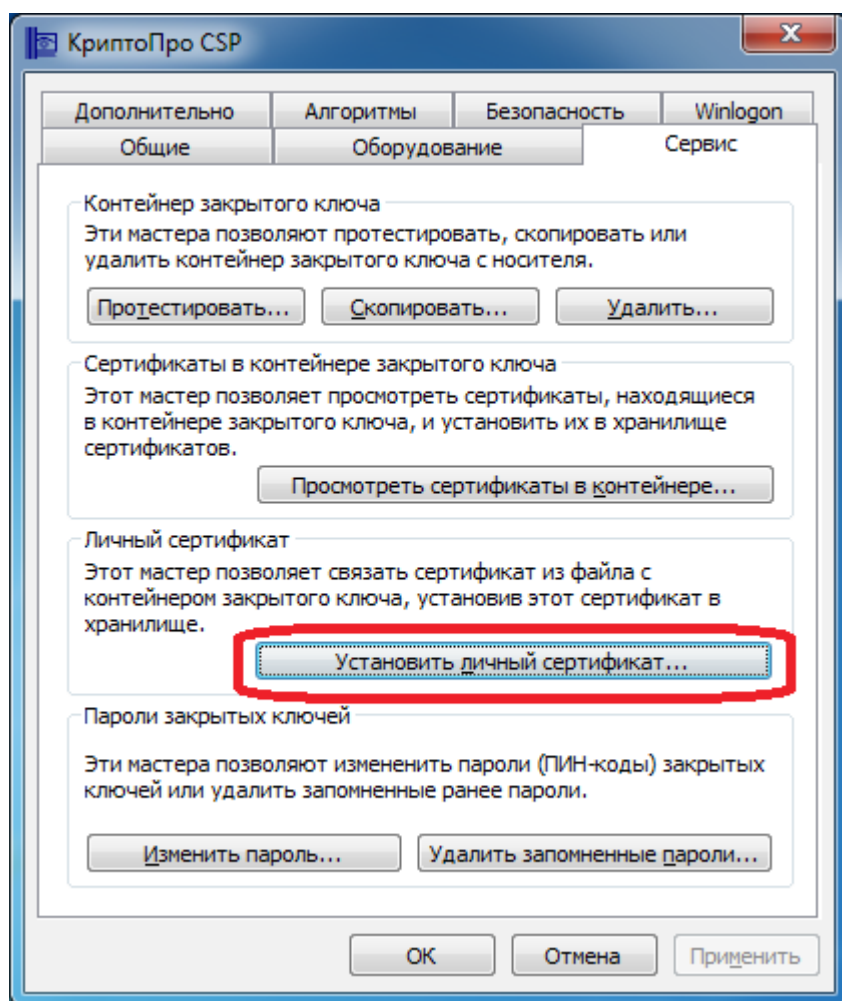 КриптоПро CSP
Дополнительно Алгоритмы Безопасность Winlogon
Общие Оборудование Сервис
Контейнер закрытого ключа
Эти мастера позволяют протестировать, скопировать или
удалить контейнер закрытого ключа с носителя.
Протестировать... Скопировать... Удалить...
Сертификаты в контейнере закрытого ключа
Этот мастер позволяет просмотреть сертификаты, находящиеся
в контейнере закрытого ключа, и установить их в хранилище
сертификатов.
Просмотреть сертификаты в контейнере...
Личный сертификат
Этот мастер позволяет связать сертификат из файла с
контейнером закрытого ключа, установив этот сертификат в
хранилище.
Установить личный сертификат...
Пароли закрытых ключей
Эти мастера позволяют измененить пароли (ПИН-коды) закрытых
ключей или удалить запомненные ранее пароли.
Изменить пароль... Удалить запомненные пароли...
ОК Отмена Применить